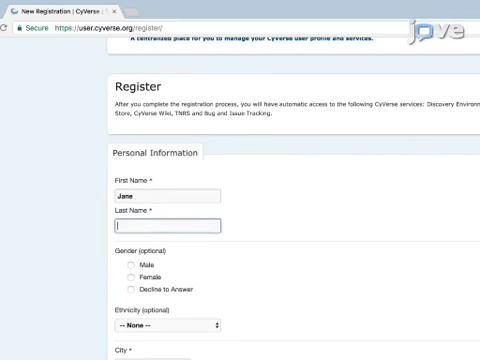 New Registration | CyVerse |
Secure https://user.cyverse.org/register/
A centralized place for you to manage your CyVerse user profile and services.
jove
Register
After you complete the registration process, you will have automatic access to the following CyVerse services: Discovery Environ
Store, CyVerse Wiki, TNRS and Bug and Issue Tracking.
Personal Information
First Name *
Jane
Last Name *
Gender (optional)
Male
Female
Decline to Answer
Ethnicity (optional)
-- None --
City *